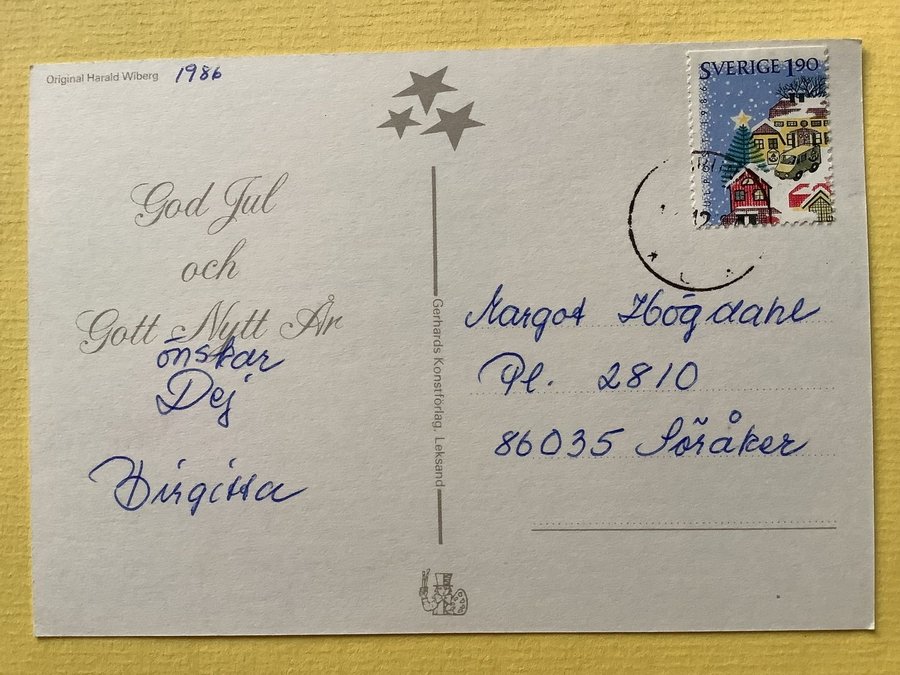 Original Harald Wiberg 1986
God Jul
och
Gott Nytt År
önskar
Dej
Birgitta
Gerhards Konstförlag, Leksand
SVERIGE 1.90
Margot Högdahl
Pl. 2810
86035 Söråker